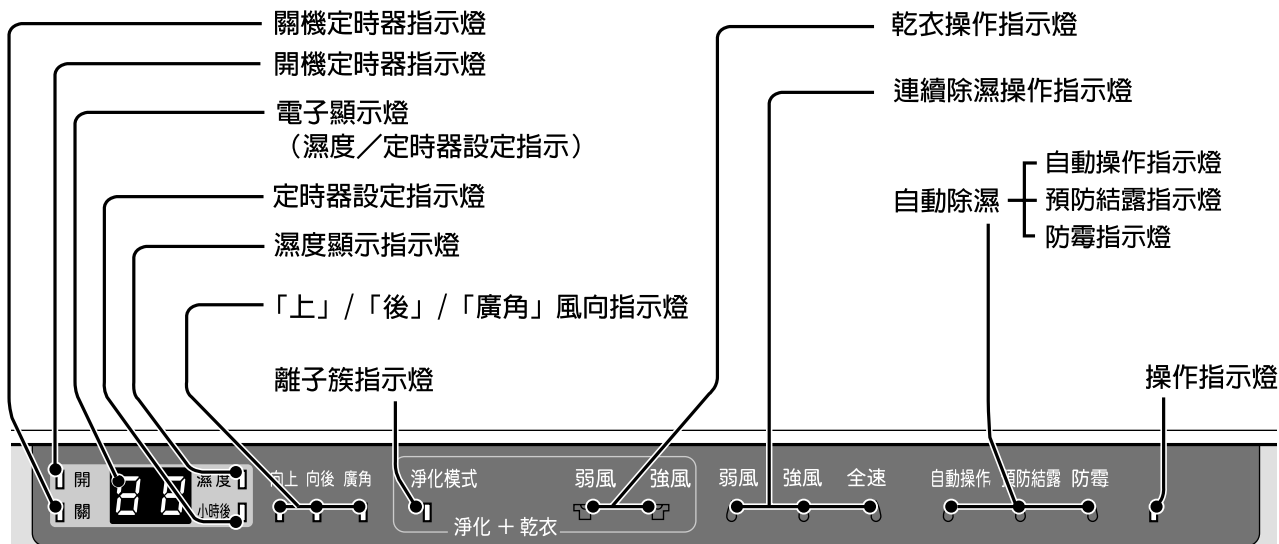 關機定時器指示燈
開機定時器指示燈
電子顯示燈
（濕度／定時器設定指示）
定時器設定指示燈
濕度顯示指示燈
「上」/「後」/「廣角」風向指示燈
離子簇指示燈
乾衣操作指示燈
連續除濕操作指示燈
自動除濕
自動操作指示燈
預防結露指示燈
防霉指示燈
操作指示燈
開
關
88
濕度
小時後
向上 向後 廣角
淨化模式
弱風 強風
淨化 + 乾衣
弱風 強風 全速
自動操作 預防結露 防霉